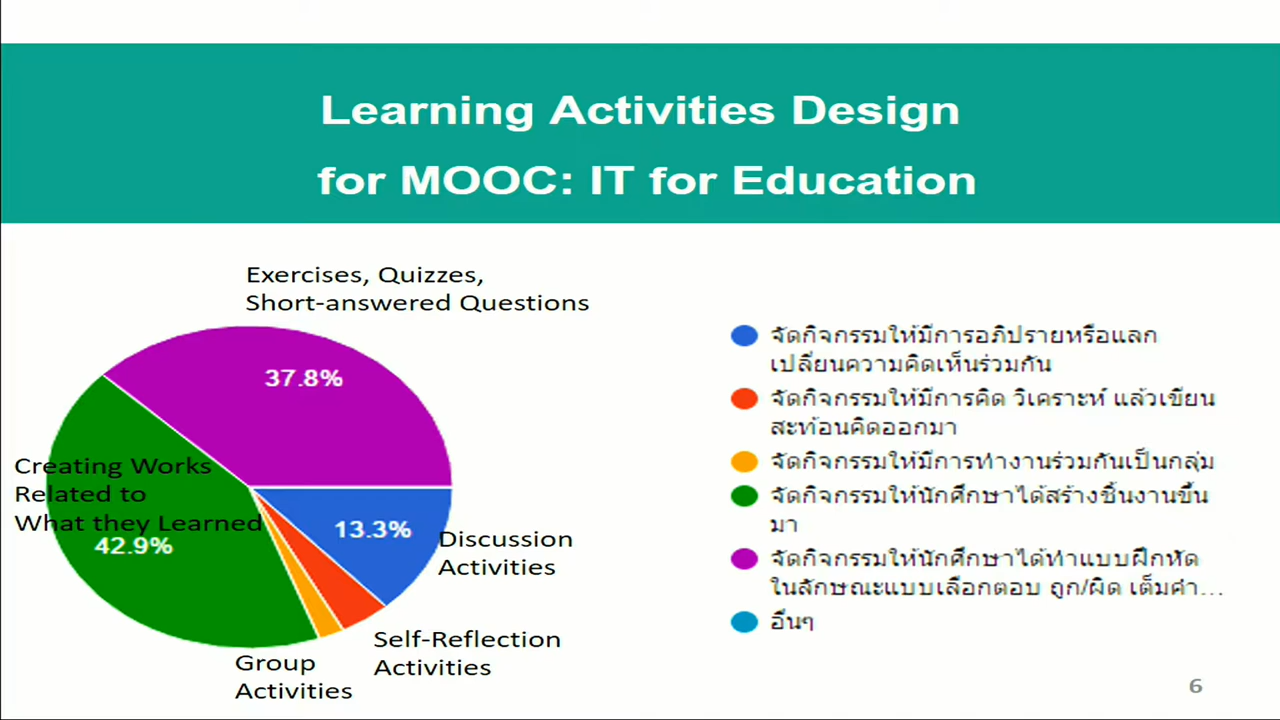 Learning Activities Design
for MOOC: IT for Education
Exercises, Quizzes,
Short-answered Questions
37.8%
Creating Works
Related to
What they Learned
42.9%
13.3%
Discussion
Activities
Self-Reflection
Activities
Group
Activities
จัดกิจกรรมให้มีการอภิปรายหรือแลก
เปลี่ยนความคิดเห็นร่วมกัน
จัดกิจกรรมให้มีการคิด วิเคราะห์ แล้วเขียน
สะท้อนคิดออกมา
จัดกิจกรรมให้มีการทำงานร่วมกันเป็นกลุ่ม
จัดกิจกรรมให้นักศึกษาได้สร้างชิ้นงานขึ้น
มา
จัดกิจกรรมให้นักศึกษาได้ทำแบบฝึกหัด
ในลักษณะแบบเลือกตอบ ถูก/ผิด เต็มคำ...
อื่นๆ
6